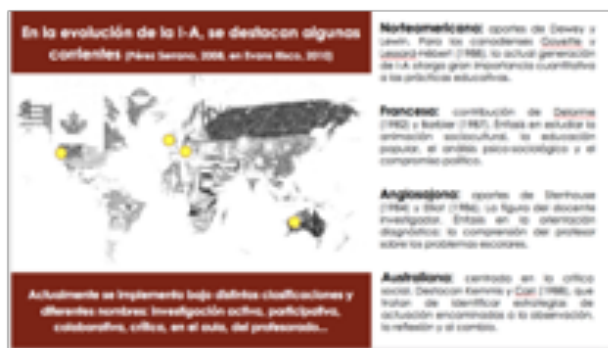 En la evolución de la I-A, se destacan algunas
corrientes (Pérez Serrano, 2008, en Evans Risco, 2010)
Actualmente se implementa bajo distintas clasificaciones y
diferentes nombres: investigación activa, participativa,
colaborativa, crítica, en el aula, del profesorado...
Norteamericana: aportes de Dewey y
Lewin. Para los canadienses Goyette y
Lessard-Hébert (1988), la actual generación
de I-A otorga gran importancia cuantitativa
a las prácticas educativas.
Francesa: contribución de Delorme
(1982) y Barbier (1987). Énfasis en estudiar la
animación sociocultural, la educación
popular, el análisis psico-sociológico y el
compromiso político.
Anglosajona: aportes de Stenhouse
(1984) y Elliot (1986). La figura del docente
investigador. Énfasis en la orientación
diagnóstica; la comprensión del profesor
sobre los problemas escolares.
Australiana: centrada en la crítica
social. Destacan Kemmis y Carr (1988), que
tratan de identificar estrategias de
actuación encaminadas a la observación,
la reflexión y al cambio.